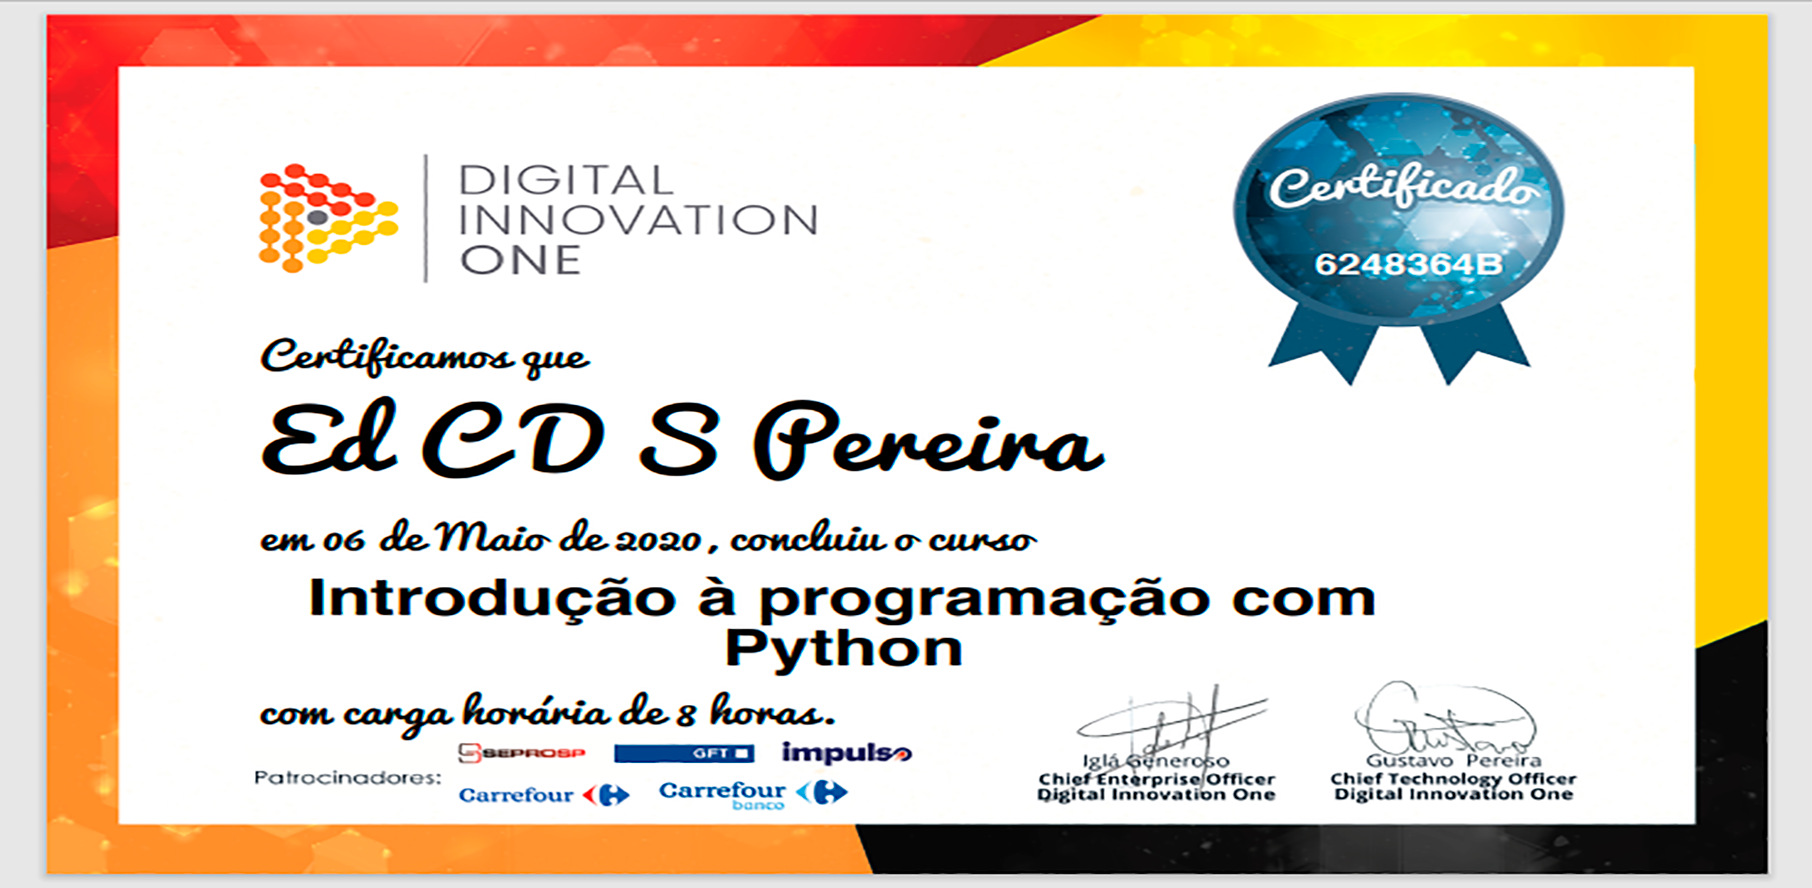 DIGITAL
INNOVATION
ONE
Certificado
6248364B
Certificamos que
Ed C D S Pereira
em 06 de Maio de 2020, concluiu o curso
Introdução à programação com
Python
com carga horária de 8 horas.
Patrocinadores:
SEPROSP GFT impulso
Carrefour Carrefour banco
Iglá Generoso
Chief Enterprise Officer
Digital Innovation One
Gustavo Pereira
Chief Technology Officer
Digital Innovation One